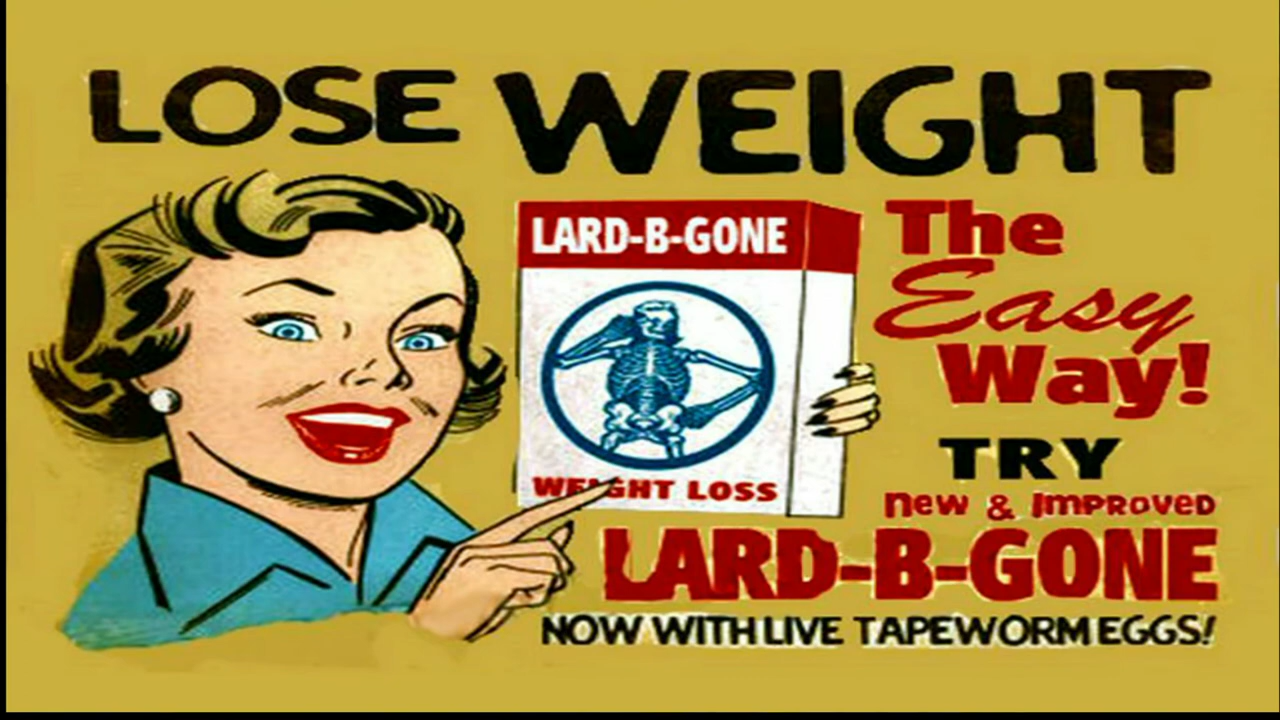 LOSE WEIGHT
LARD-B-GONE
WEIGHT LOSS
The
Easy
Way!
TRY
New & Improved
LARD-B-GONE
NOW WITH LIVE TAPEWORM EGGS!